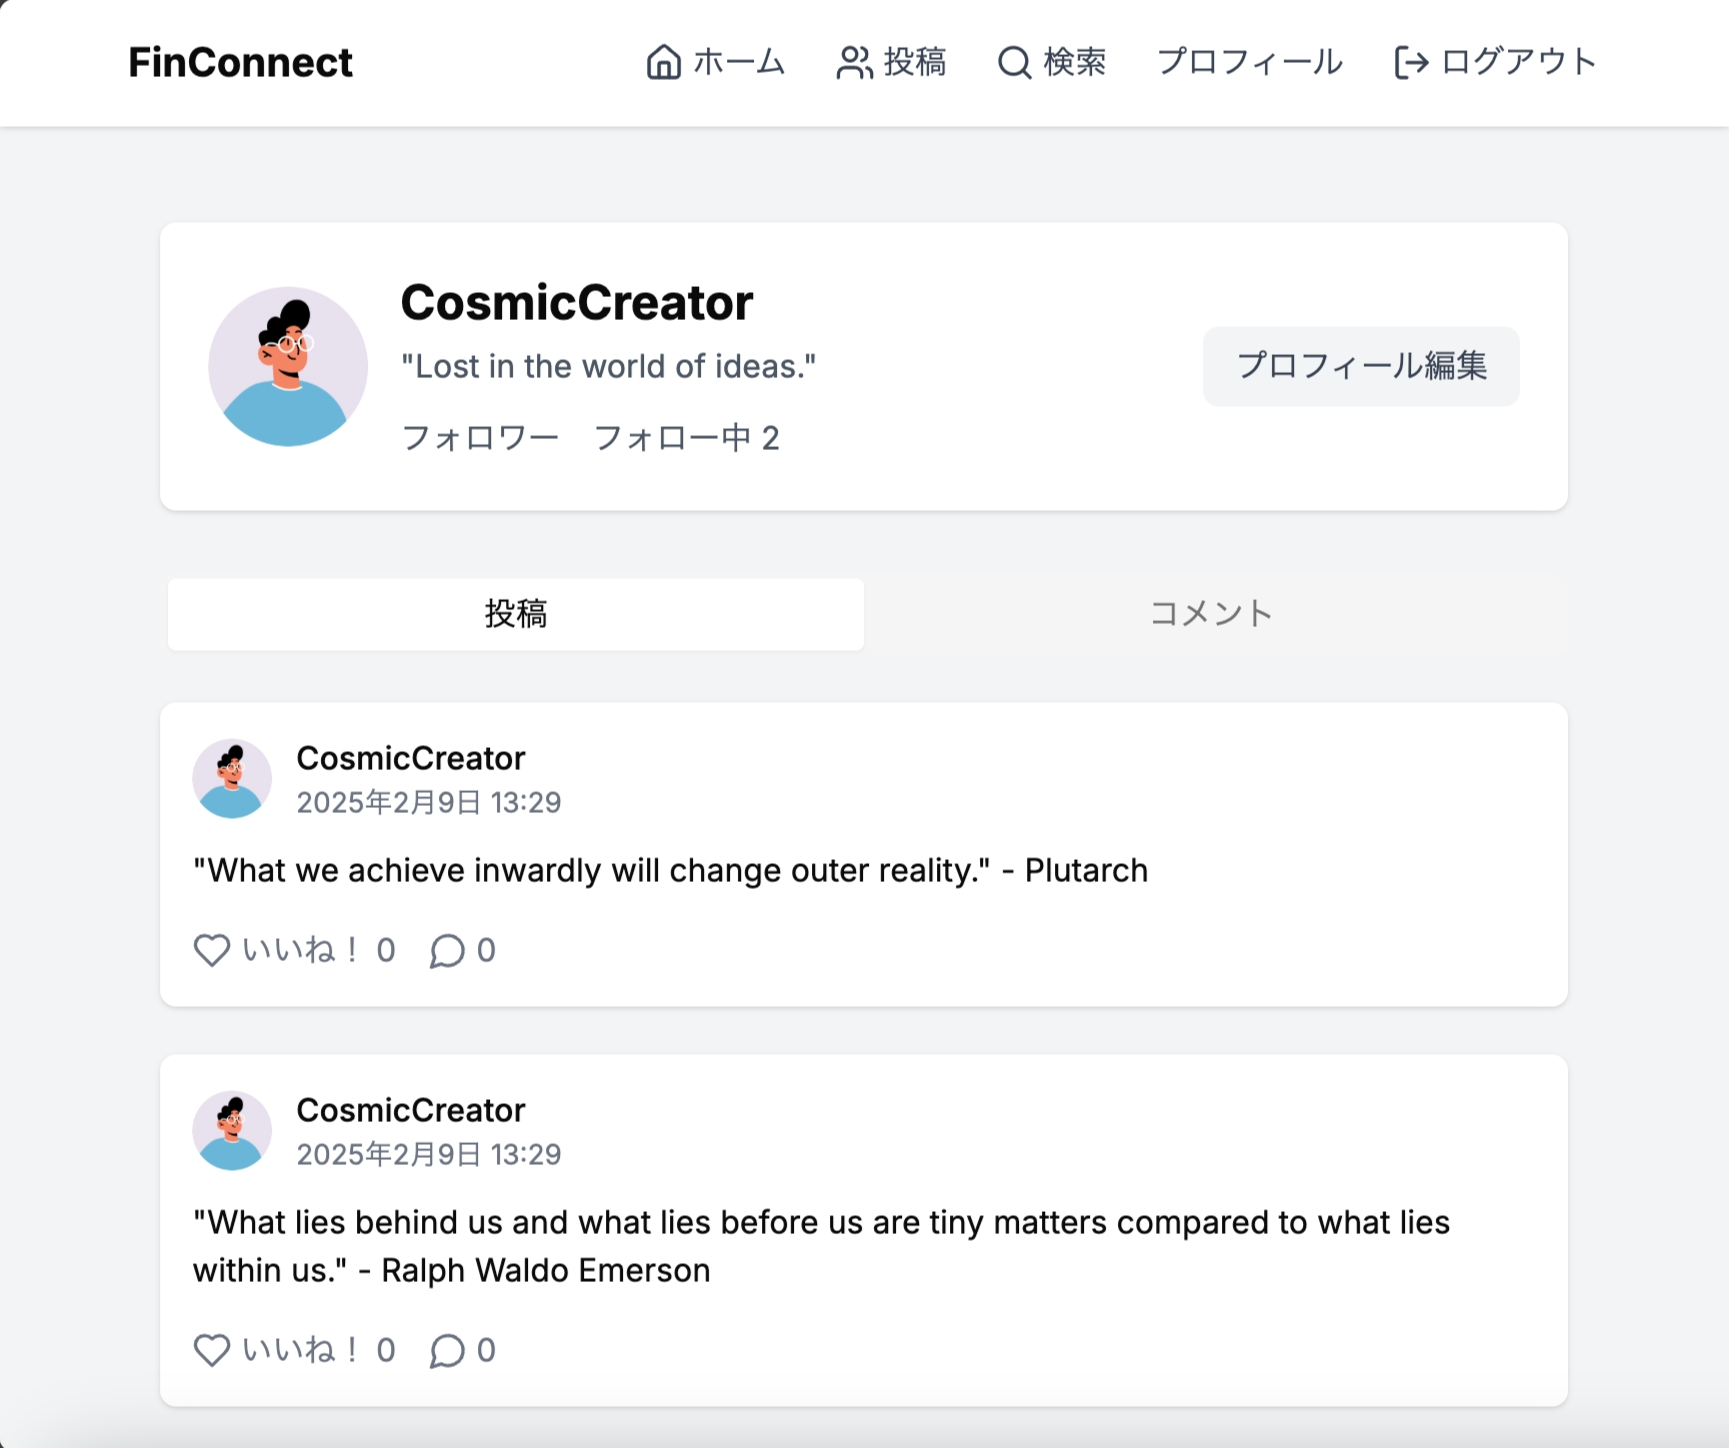 FinConnect
ホーム 投稿 検索 プロフィール ログアウト
CosmicCreator
"Lost in the world of ideas."
フォロワー フォロー中 2
プロフィール編集
投稿 コメント
CosmicCreator
2025年2月9日 13:29
"What we achieve inwardly will change outer reality." - Plutarch
いいね！ 0 0
CosmicCreator
2025年2月9日 13:29
"What lies behind us and what lies before us are tiny matters compared to what lies
within us." - Ralph Waldo Emerson
いいね！ 0 0